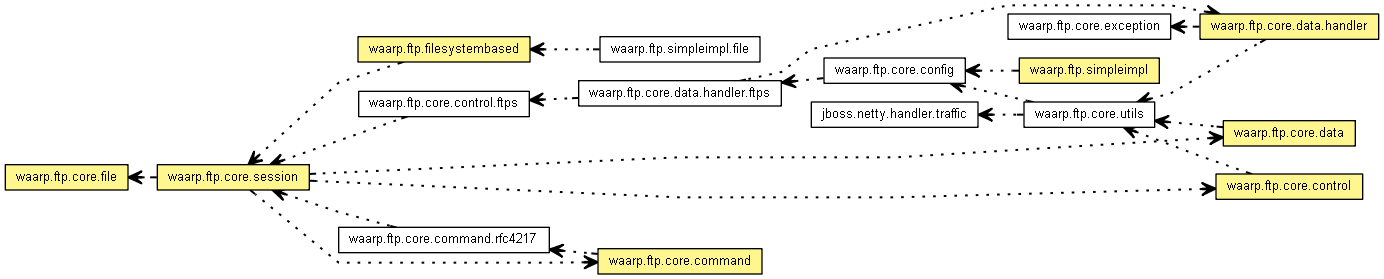 waarp.ftp.core.exception
waarp.ftp.core.data.handler
waarp.ftp.filesystembased
waarp.ftp.simpleimpl.file
waarp.ftp.core.config
waarp.ftp.simpleimpl
waarp.ftp.core.data.handler.ftps
waarp.ftp.core.control.ftps
jboss.netty.handler.traffic
waarp.ftp.core.utils
waarp.ftp.core.data
waarp.ftp.core.file
waarp.ftp.core.session
waarp.ftp.core.control
waarp.ftp.core.command.rfc4217
waarp.ftp.core.command